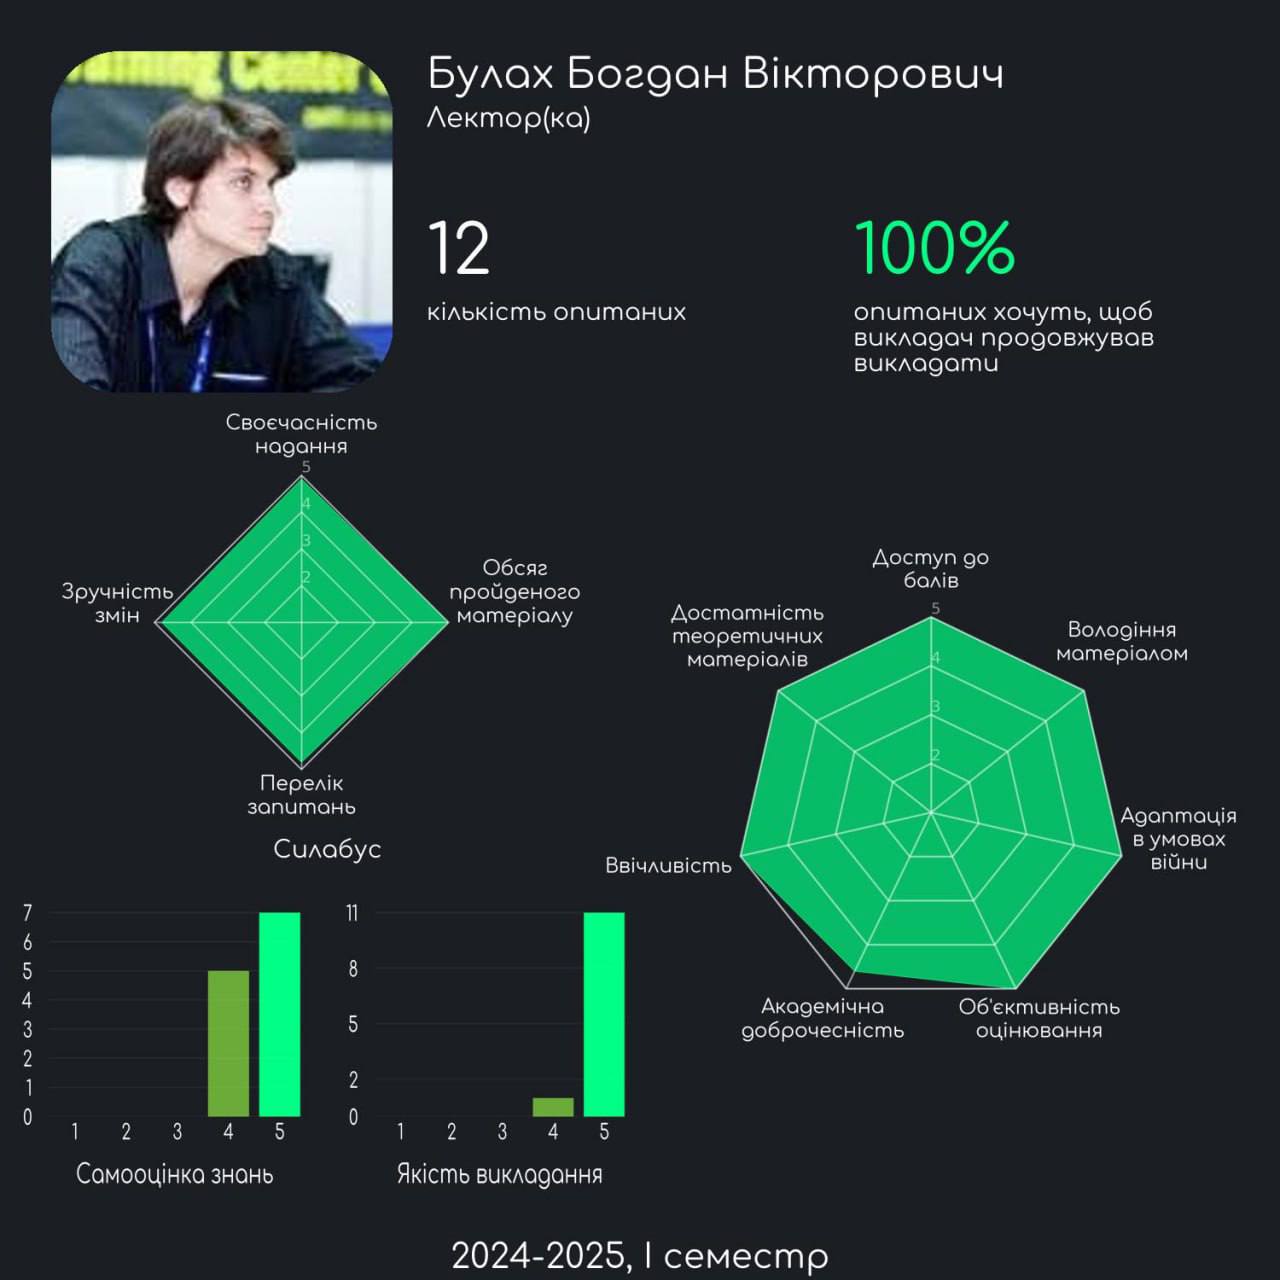 Training Center
Булах Богдан Вікторович
Лектор(ка)
12
кількість опитаних
100%
опитаних хочуть, щоб
викладач продовжував
викладати
Своєчасність
надання
5
4
3
2
Обсяг
пройденого
матеріалу
Зручність
змін
Перелік
запитань
Силабус
Доступ до
балів
5
4
3
2
Достатність
теоретичних
матеріалів
Володіння
матеріалом
Адаптація
в умовах
війни
Ввічливість
Академічна
доброчесність
Об'єктивність
оцінювання
7
6
5
4
3
2
1
0
1 2 3 4 5
Самооцінка знань
11
8
5
2
0
1 2 3 4 5
Якість викладання
2024-2025, I семестр